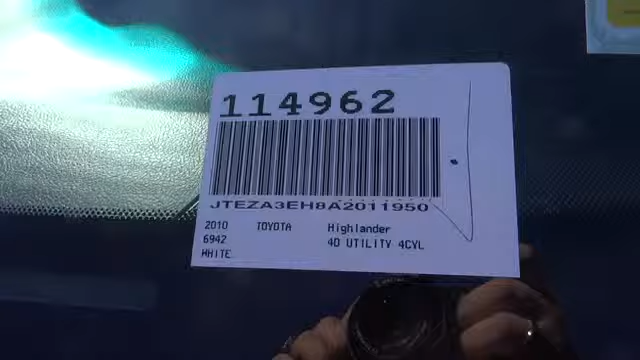 114962
JTEZA3EH8A2011950
2010 TOYOTA Highlander
6942 4D UTILITY 4CYL
WHITE